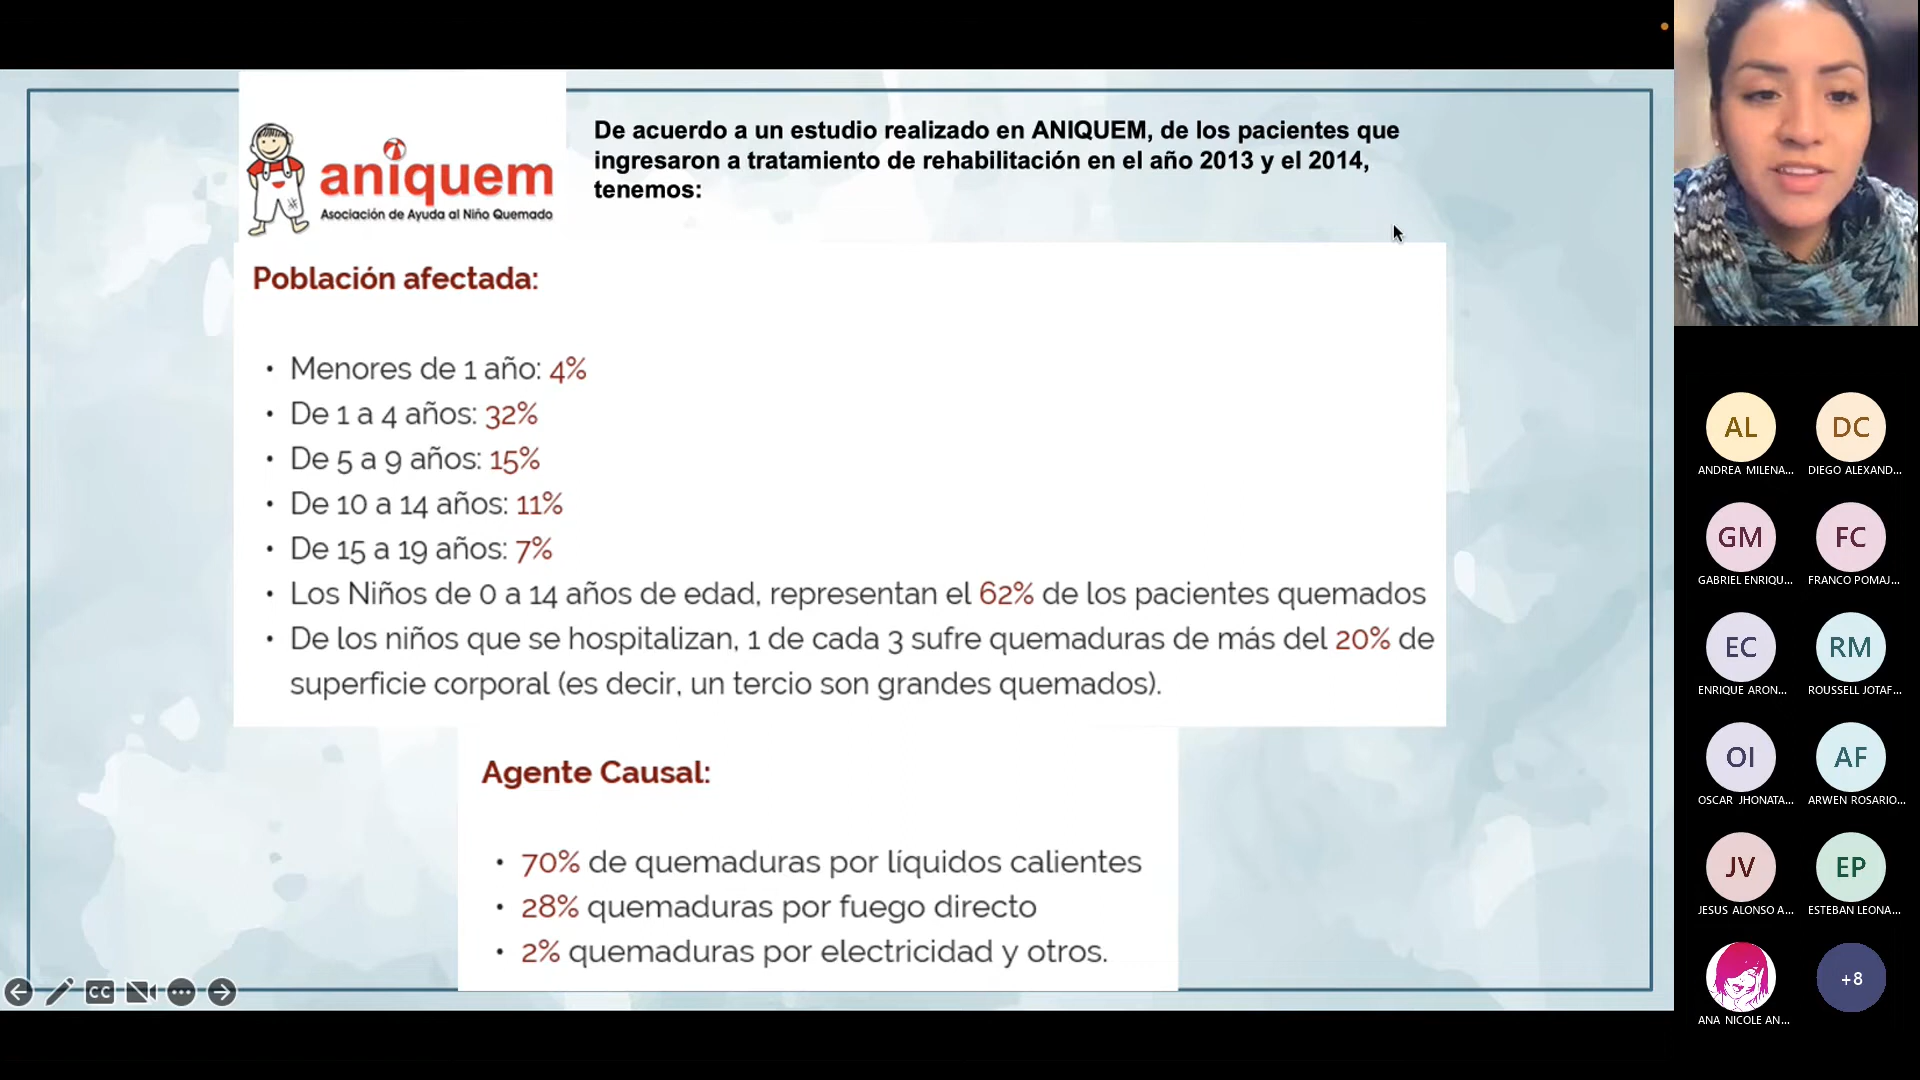 aniquem
Asociación de Ayuda al Niño Quemado
De acuerdo a un estudio realizado en ANIQUEM, de los pacientes que
ingresaron a tratamiento de rehabilitación en el año 2013 y el 2014,
tenemos:
Población afectada:
• Menores de 1 año: 4%
• De 1 a 4 años: 32%
• De 5 a 9 años: 15%
• De 10 a 14 años: 11%
• De 15 a 19 años: 7%
• Los Niños de 0 a 14 años de edad, representan el 62% de los pacientes quemados
• De los niños que se hospitalizan, 1 de cada 3 sufre quemaduras de más del 20% de
superficie corporal (es decir, un tercio son grandes quemados).
Agente Causal:
• 70% de quemaduras por líquidos calientes
• 28% quemaduras por fuego directo
• 2% quemaduras por electricidad y otros.
CC
AL DC
ANDREA MILENA... DIEGO ALEXAND...
GM FC
GABRIEL ENRIQU... FRANCO POMAJ...
EC RM
ENRIQUE ARON... ROUSSELL JOTAF...
OI AF
OSCAR JHONATA... ARWEN ROSARIO...
JV EP
JESUS ALONSO A... ESTEBAN LEONA...
+8
ANA NICOLE AN...